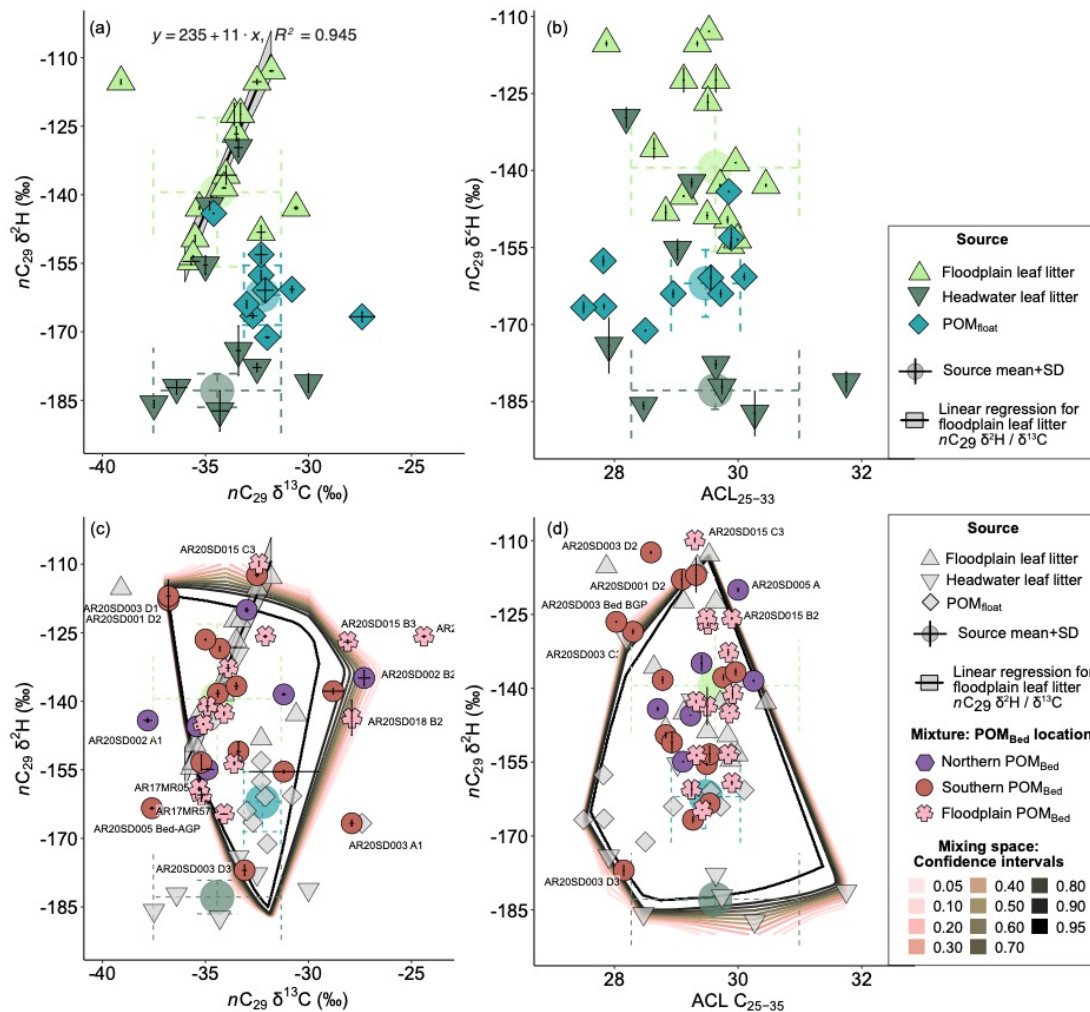 (a)
y = 235 + 11 · x, R² = 0.945
-110
-125
-140
-155
-170
-185
nC29 δ²H (‰)
-40
-35
-30
-25
nC29 δ¹³C (‰)
(b)
-110
-125
-140
-155
-170
-185
nC29 δ²H (‰)
28
30
32
ACL25-33
Source
Floodplain leaf litter
Headwater leaf litter
POMfloat
Source mean+SD
Linear regression for
floodplain leaf litter
nC29 δ²H / δ¹³C
(c)
AR20SD015 C3
AR20SD003 D1
AR20SD001 D2
AR20SD015 B3
AR20SD002 B2
AR20SD002 A1
AR20SD018 B2
AR17MR05
AR17MR57
AR20SD005 Bed-AGP
AR20SD003 A1
AR20SD003 D3
-110
-125
-140
-155
-170
-185
nC29 δ²H (‰)
-40
-35
-30
-25
nC29 δ¹³C (‰)
(d)
AR20SD015 C3
AR20SD003 D2
AR20SD001 D2
AR20SD005 A
AR20SD003 Bed BGP
AR20SD015 B2
AR20SD003 C
AR20SD003 D3
-110
-125
-140
-155
-170
-185
nC29 δ²H (‰)
28
30
32
ACL C25-35
Source
Floodplain leaf litter
Headwater leaf litter
POMfloat
Source mean+SD
Linear regression for
floodplain leaf litter
nC29 δ²H / δ¹³C
Mixture: POMBed location
Northern POMBed
Southern POMBed
Floodplain POMBed
Mixing space:
Confidence intervals
0.05 0.40 0.80
0.10 0.50 0.90
0.20 0.60 0.95
0.30 0.70